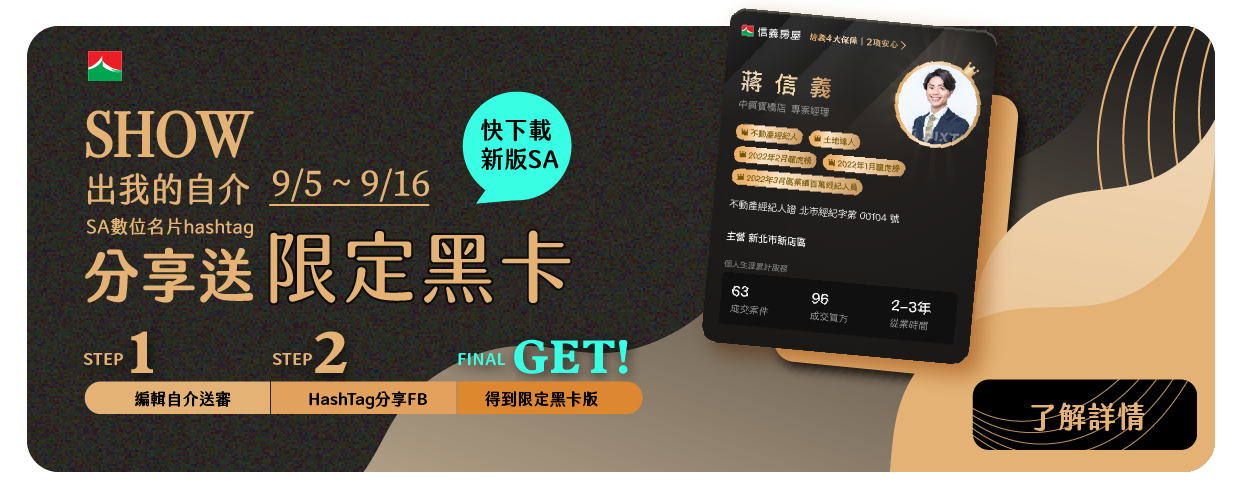 SHOW
出我的自介 9/5 ~ 9/16
SA數位名片hashtag
分享送 限定黑卡
快下載
新版SA
STEP 1
編輯自介送審
STEP 2
HashTag分享FB
FINAL GET!
得到限定黑卡版
信義房屋 信義4大保障 | 2項安心
蔣信義
專案經理
不動產經紀人
土地達人
2022年2月龍虎榜
2022年1月龍虎榜
2022年3月區業績百萬經紀人員
不動產經紀人證 北市經紀字第 00104 號
主營 新北市新店區
個人生涯累計服務
63
成交案件
96
成交買方
2-3年
從業時間
了解詳情